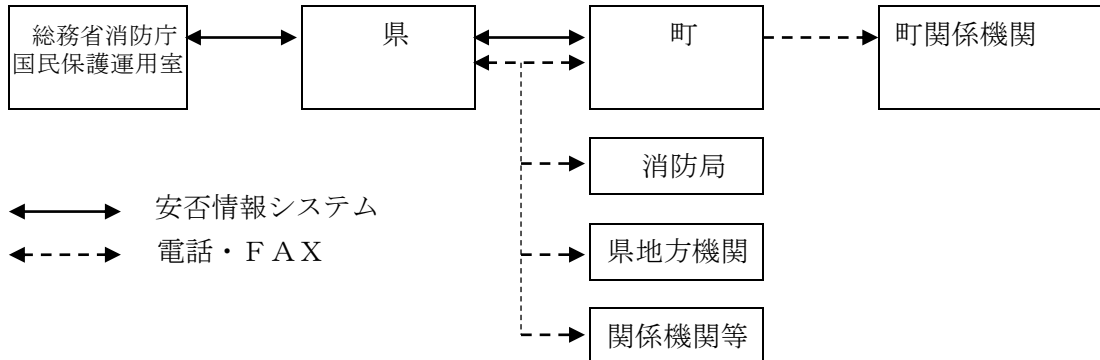 総務省消防庁
国民保護運用室
県
町
町関係機関
消防局
県地方機関
関係機関等
安否情報システム
電話・ＦＡＸ